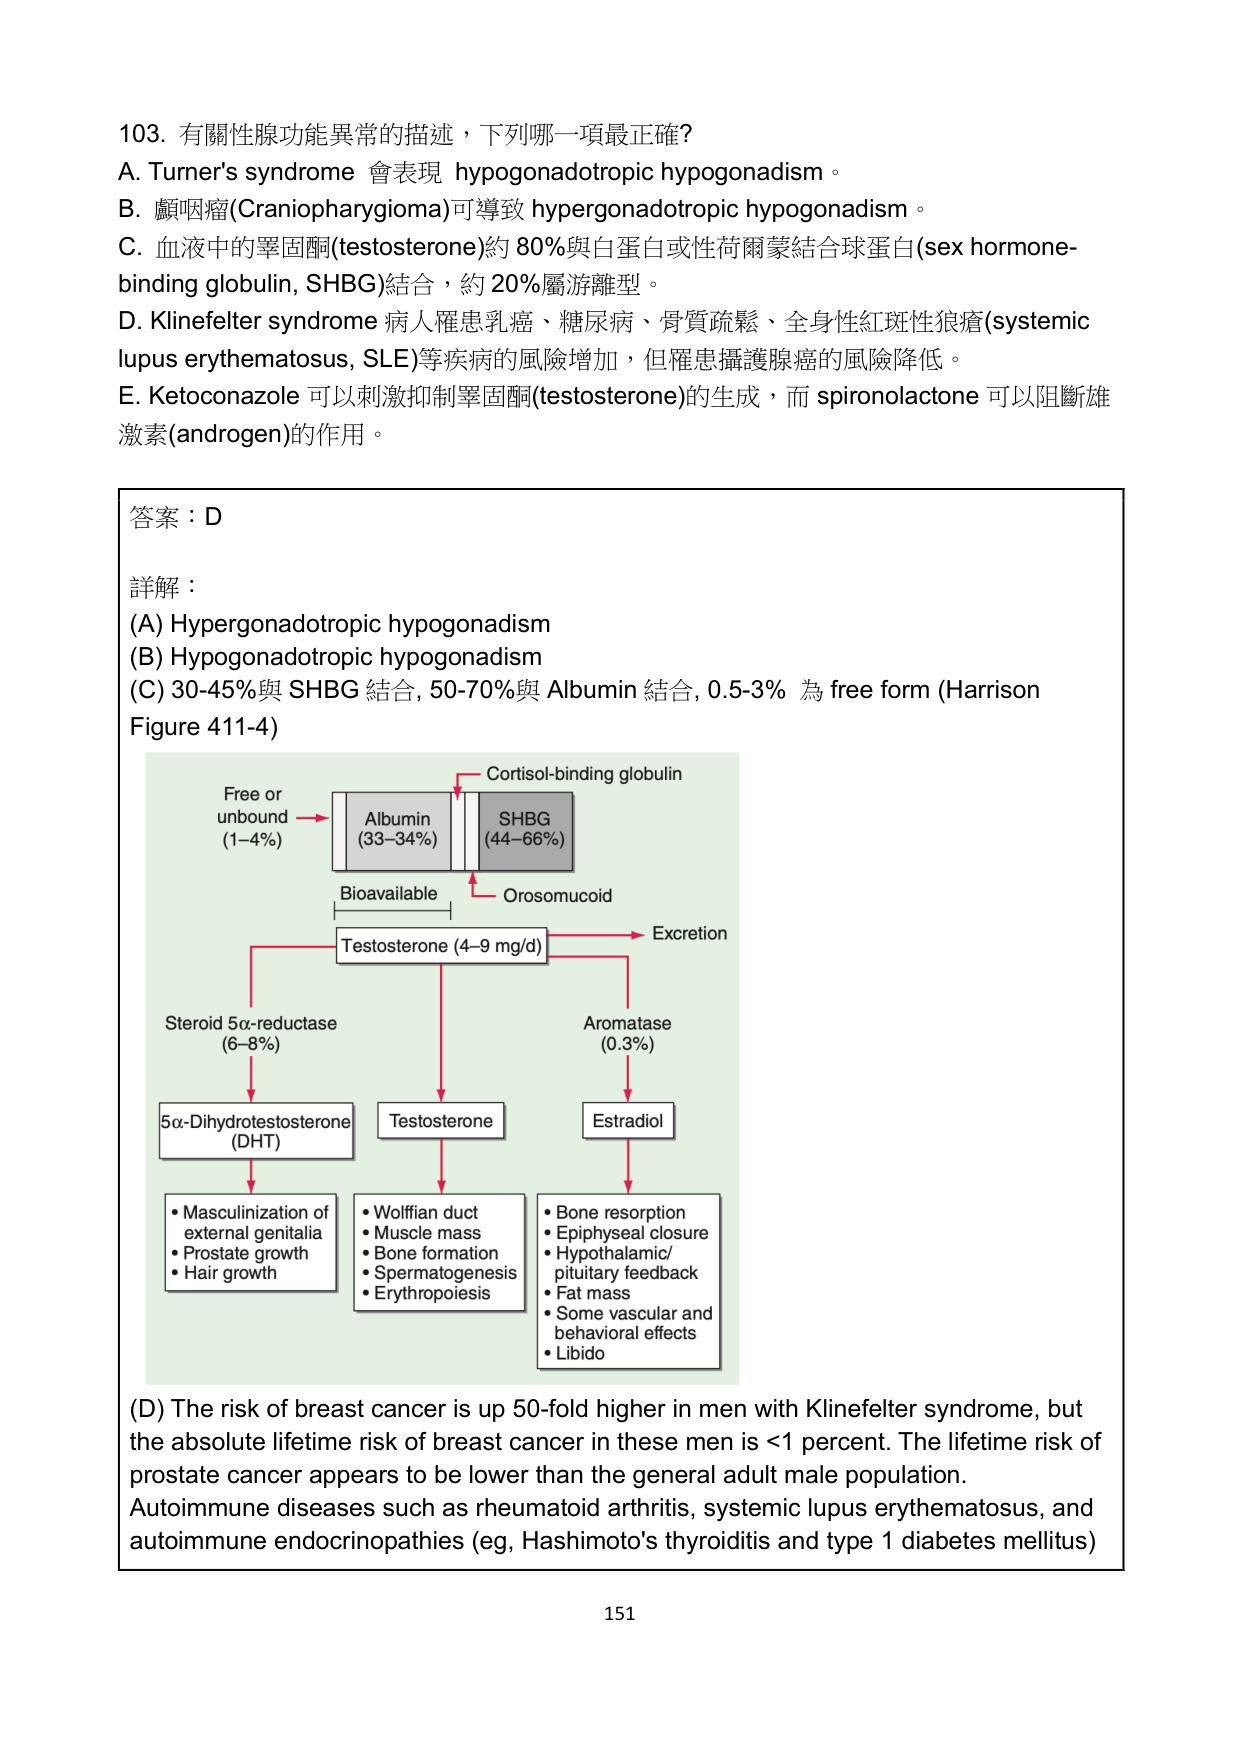 103. 有關性腺功能異常的描述，下列哪一項最正確?
A. Turner's syndrome 會表現 hypogonadotropic hypogonadism。
B. 顱咽瘤(Craniopharygioma)可導致 hypergonadotropic hypogonadism。
C. 血液中的睪固酮(testosterone)約 80%與白蛋白或性荷爾蒙結合球蛋白(sex hormone-
binding globulin, SHBG)結合，約 20%屬游離型。
D. Klinefelter syndrome 病人罹患乳癌、糖尿病、骨質疏鬆、全身性紅斑性狼瘡(systemic
lupus erythematosus, SLE)等疾病的風險增加，但罹患攝護腺癌的風險降低。
E. Ketoconazole 可以刺激抑制睪固酮(testosterone)的生成，而 spironolactone 可以阻斷雄
激素(androgen)的作用。
答案：D
詳解：
(A) Hypergonadotropic hypogonadism
(B) Hypogonadotropic hypogonadism
(C) 30-45%與 SHBG 結合, 50-70%與 Albumin 結合, 0.5-3% 為 free form (Harrison
Figure 411-4)
Cortisol-binding globulin
Free or
unbound
(1–4%)
Albumin
(33–34%)
SHBG
(44–66%)
Bioavailable
Orosomucoid
Testosterone (4–9 mg/d)
Excretion
Steroid 5α-reductase
(6–8%)
Aromatase
(0.3%)
5α-Dihydrotestosterone
(DHT)
Testosterone
Estradiol
• Masculinization of
external genitalia
• Prostate growth
• Hair growth
• Wolffian duct
• Muscle mass
• Bone formation
• Spermatogenesis
• Erythropoiesis
• Bone resorption
• Epiphyseal closure
• Hypothalamic/
pituitary feedback
• Fat mass
• Some vascular and
behavioral effects
• Libido
(D) The risk of breast cancer is up 50-fold higher in men with Klinefelter syndrome, but
the absolute lifetime risk of breast cancer in these men is <1 percent. The lifetime risk of
prostate cancer appears to be lower than the general adult male population.
Autoimmune diseases such as rheumatoid arthritis, systemic lupus erythematosus, and
autoimmune endocrinopathies (eg, Hashimoto's thyroiditis and type 1 diabetes mellitus)
151